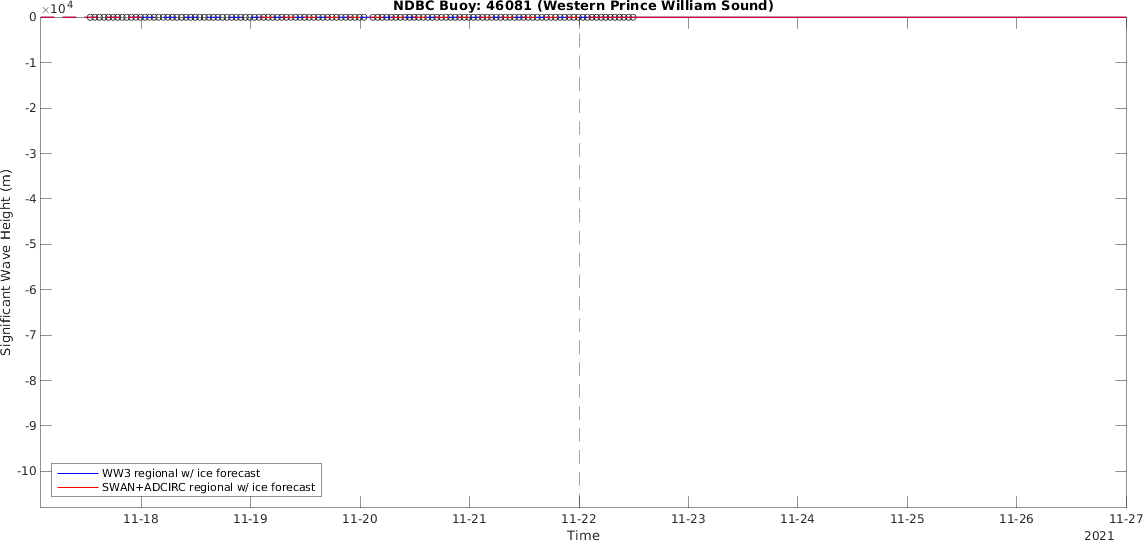 NDBC Buoy: 46081 (Western Prince William Sound)
×10⁴
0
-1
-2
-3
-4
-5
-6
-7
-8
-9
-10
Significant Wave Height (m)
WW3 regional w/ ice forecast
SWAN+ADCIRC regional w/ ice forecast
11-18 11-19 11-20 11-21 11-22 11-23 11-24 11-25 11-26 11-27
Time
2021